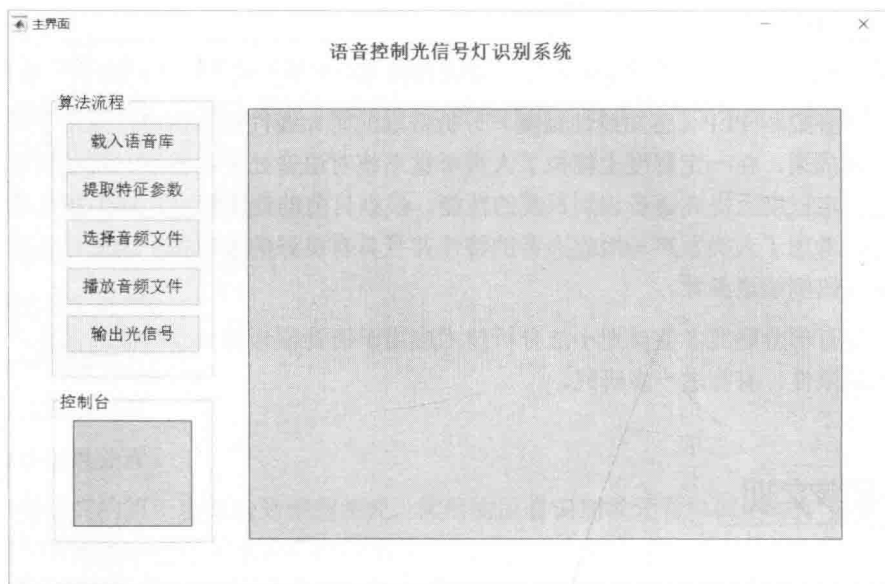 主界面
语音控制光信号灯识别系统
算法流程
载入语音库
提取特征参数
选择音频文件
播放音频文件
输出光信号
控制台